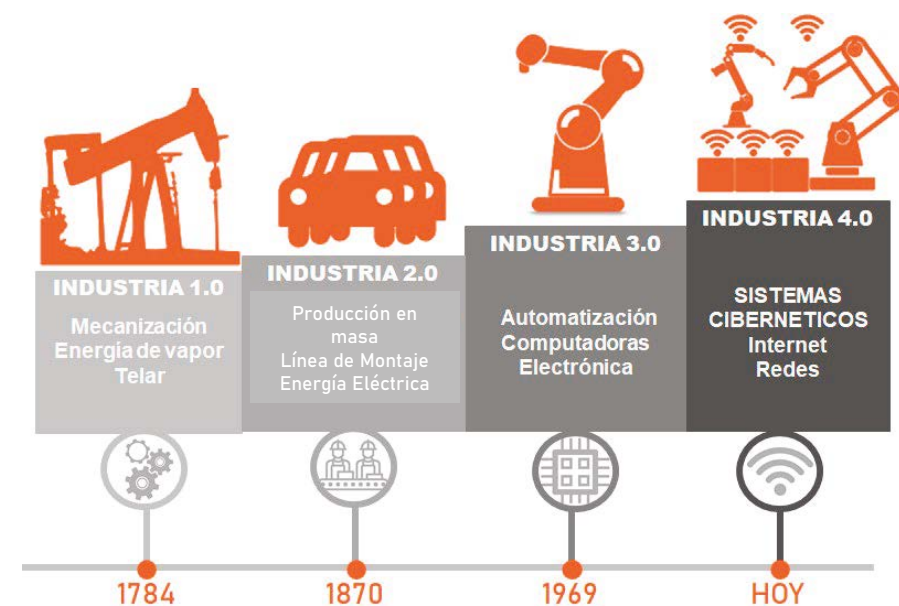 INDUSTRIA 1.0
Mecanización
Energía de vapor
Telar
INDUSTRIA 2.0
Producción en
masa
Línea de Montaje
Energía Eléctrica
INDUSTRIA 3.0
Automatización
Computadoras
Electrónica
INDUSTRIA 4.0
SISTEMAS
CIBERNETICOS
Internet
Redes
1784
1870
1969
HOY